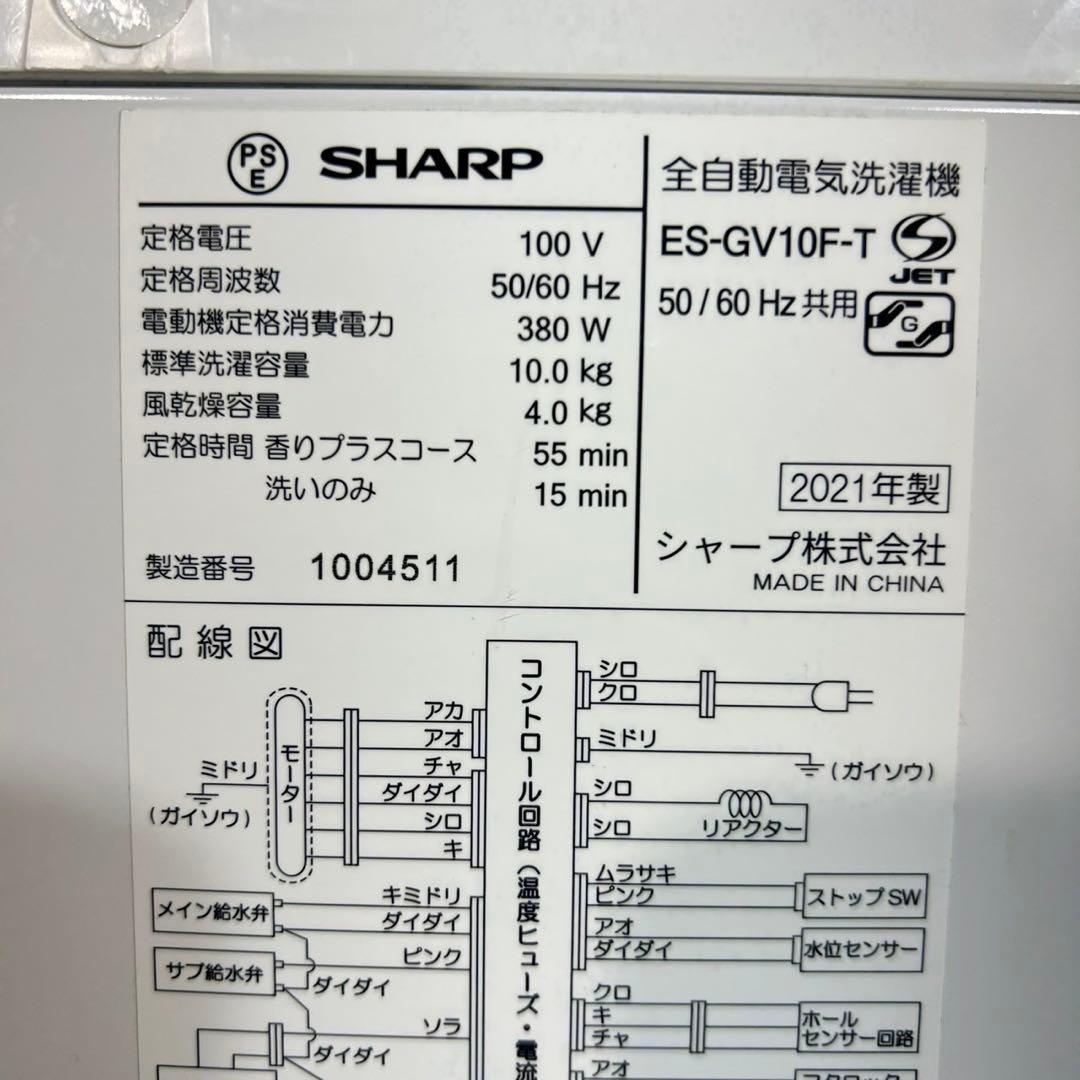 PSE SHARP
定格電圧 100 V
定格周波数 50/60 Hz
電動機定格消費電力 380 W
標準洗濯容量 10.0 kg
風乾燥容量 4.0 kg
定格時間 香りプラスコース 55 min
洗いのみ 15 min
製造番号 1004511
全自動電気洗濯機
ES-GV10F-T
JET
50 / 60 Hz 共用
G
2021年製
シャープ株式会社
MADE IN CHINA
配線図
コントロール回路（温度ヒューズ・電流
モーター
ミドリ
(ガイソウ)
アカ
アオ
チャ
ダイダイ
シロ
キ
メイン給水弁
キミドリ
ダイダイ
サブ給水弁
ピンク
ダイダイ
ソラ
ダイダイ
シロ
クロ
ミドリ
(ガイソウ)
シロ
シロ
リアクター
ムラサキ
ピンク
ストップSW
アオ
ダイダイ
水位センサー
クロ
キ
チャ
ホール
センサー回路
アオ